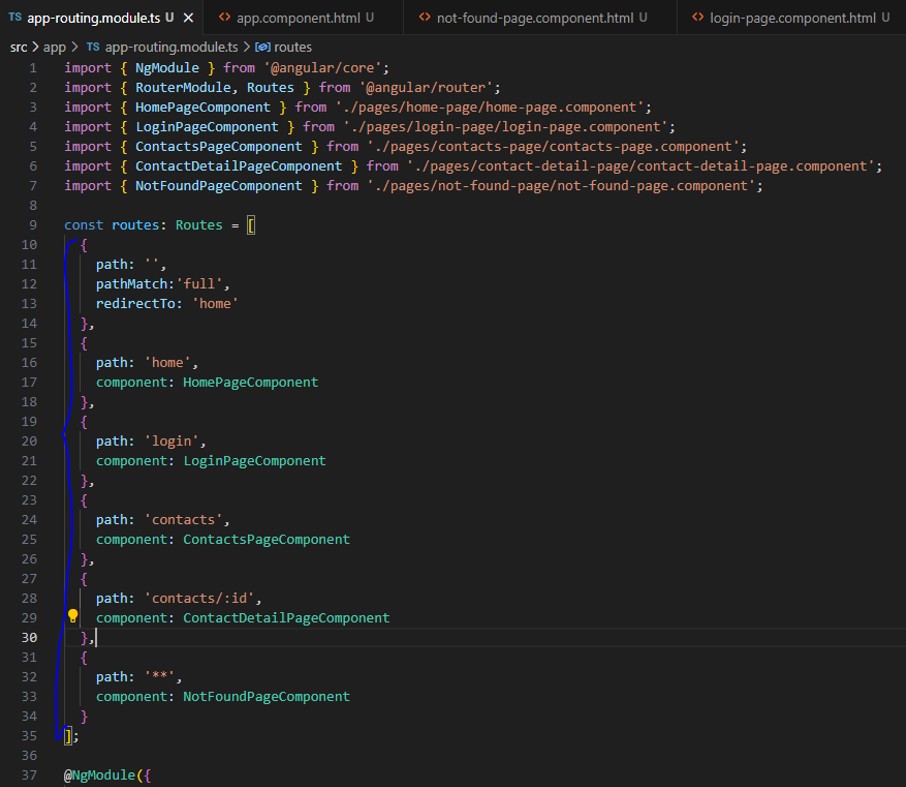 TS app-routing.module.ts U × <> app.component.html U <> not-found-page.component.html U <> login-page.component.html U
src > app > TS app-routing.module.ts > routes
1 import { NgModule } from '@angular/core';
2 import { RouterModule, Routes } from '@angular/router';
3 import { HomePageComponent } from './pages/home-page/home-page.component';
4 import { LoginPageComponent } from './pages/login-page/login-page.component';
5 import { ContactsPageComponent } from './pages/contacts-page/contacts-page.component';
6 import { ContactDetailPageComponent } from './pages/contact-detail-page/contact-detail-page.component';
7 import { NotFoundPageComponent } from './pages/not-found-page/not-found-page.component';
8
9 const routes: Routes = [
10 {
11 path: '',
12 pathMatch:'full',
13 redirectTo: 'home'
14 },
15 {
16 path: 'home',
17 component: HomePageComponent
18 },
19 {
20 path: 'login',
21 component: LoginPageComponent
22 },
23 {
24 path: 'contacts',
25 component: ContactsPageComponent
26 },
27 {
28 path: 'contacts/:id',
29 component: ContactDetailPageComponent
30 },
31 {
32 path: '**',
33 component: NotFoundPageComponent
34 }
35 ];
36
37 @NgModule({